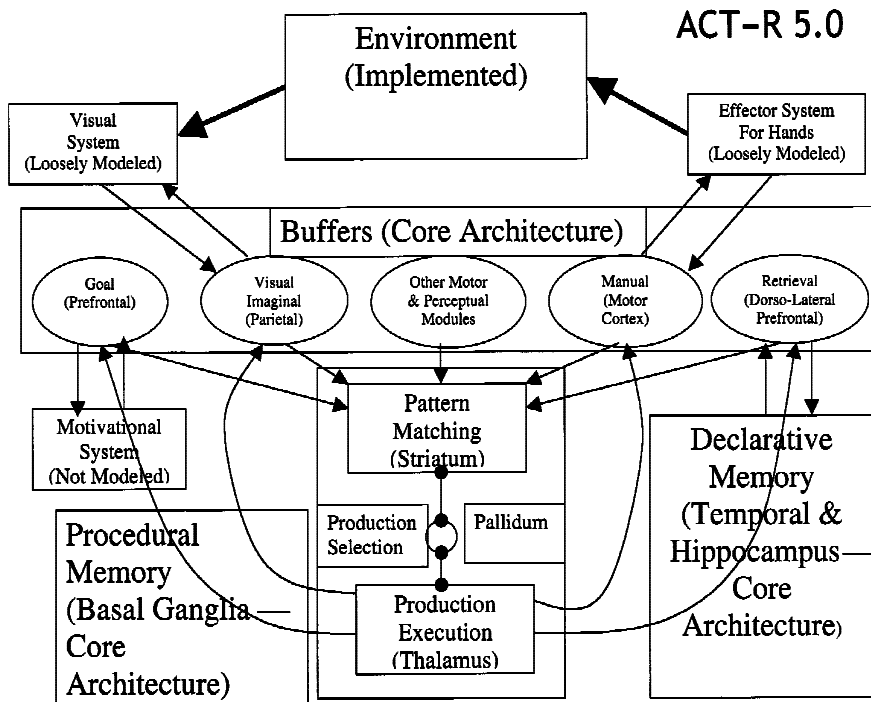 ACT-R 5.0
Environment
(Implemented)
Visual
System
(Loosely Modeled)
Effector System
For Hands
(Loosely Modeled)
Buffers (Core Architecture)
Goal
(Prefrontal)
Visual
Imaginal
(Parietal)
Other Motor
& Perceptual
Modules
Manual
(Motor
Cortex)
Retrieval
(Dorso-Lateral
Prefrontal)
Motivational
System
(Not Modeled)
Pattern
Matching
(Striatum)
Declarative
Memory
(Temporal &
Hippocampus—
Core
Architecture)
Procedural
Memory
(Basal Ganglia —
Core
Architecture)
Production
Selection
Pallidum
Production
Execution
(Thalamus)